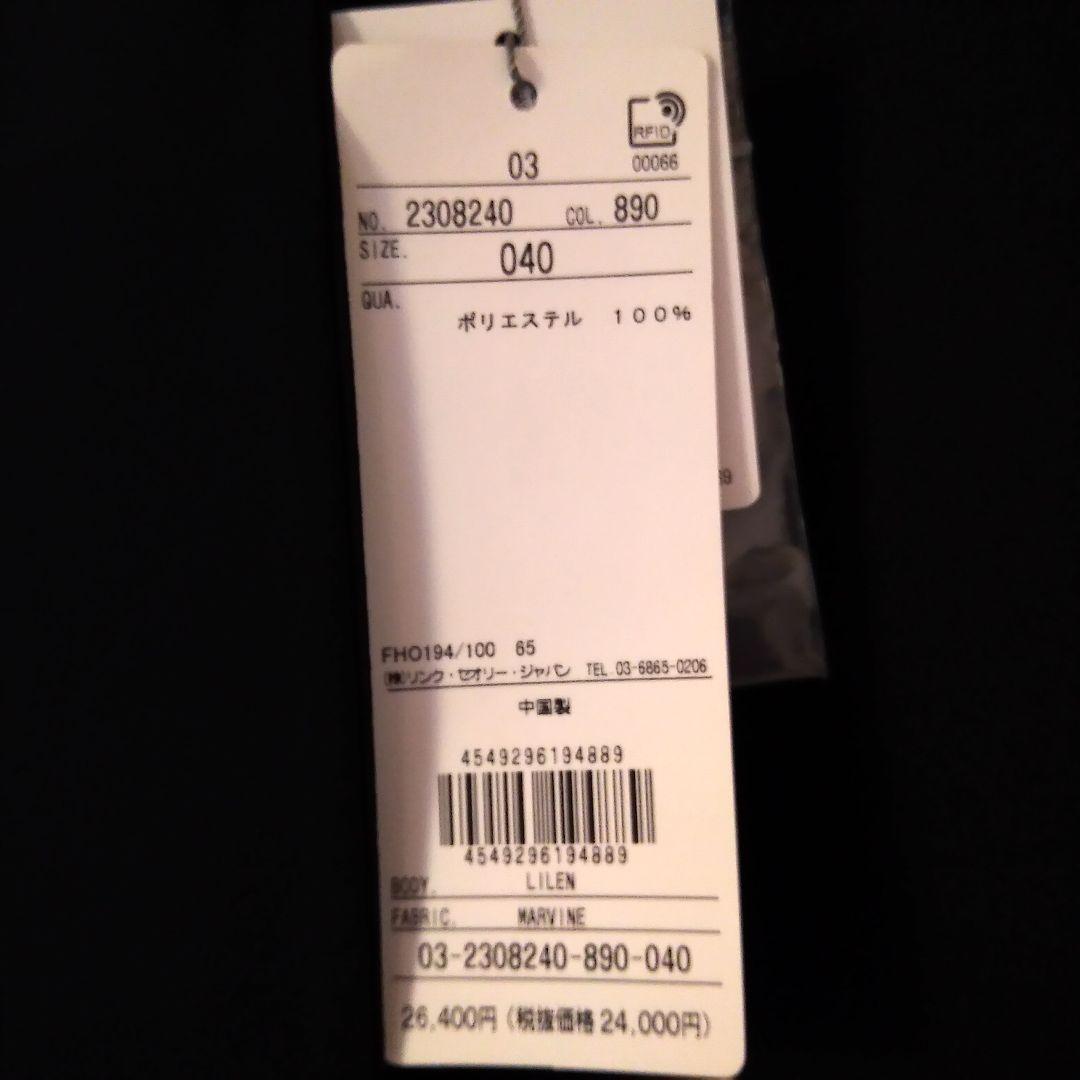 RFID
03 00066
NO. 2308240 COL. 890
SIZE. 040
QUA.
ポリエステル 100%
FH0194/100 65
(株)リンク・セオリー・ジャパン TEL.03-6865-0206
中国製
4549296194889
4549296194889
BODY. LILEN
FABRIC. MARVINE
03-2308240-890-040
26,400円(税抜価格24,000円)